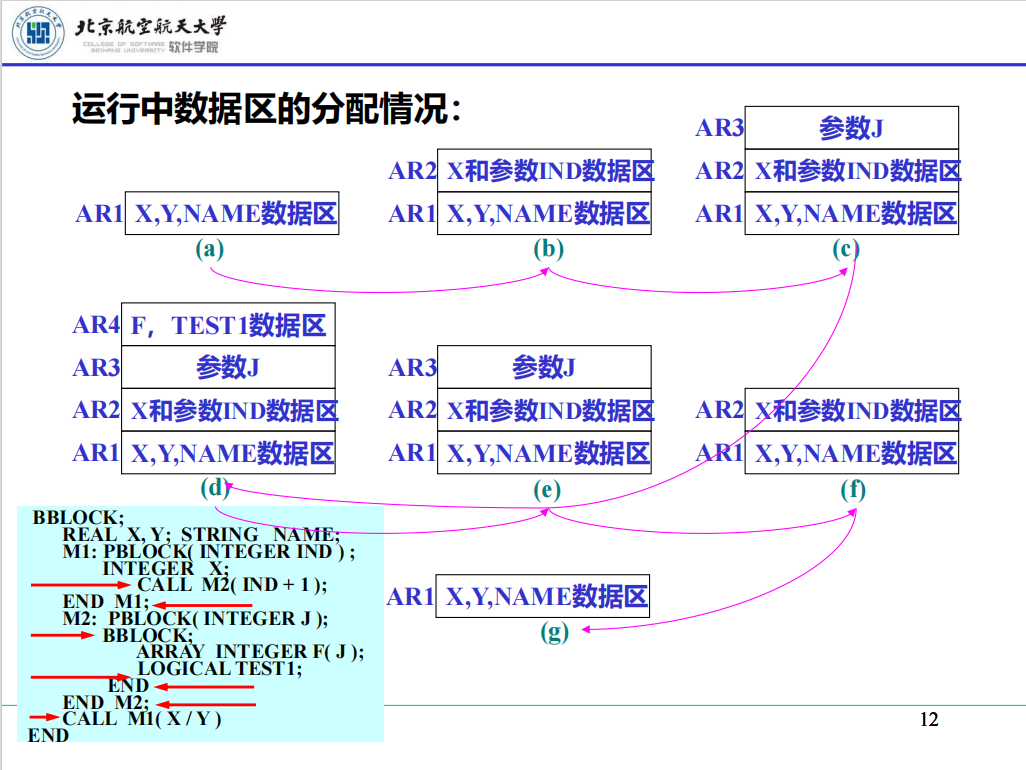 北京航空航天大学
COLLEGE OF SOFTWARE
BEIHANG UNIVERSITY 软件学院
运行中数据区的分配情况：
AR1 X,Y,NAME数据区
(a)
AR2 X和参数IND数据区
AR1 X,Y,NAME数据区
(b)
AR3 参数J
AR2 X和参数IND数据区
AR1 X,Y,NAME数据区
(c)
AR4 F，TEST1数据区
AR3 参数J
AR2 X和参数IND数据区
AR1 X,Y,NAME数据区
(d)
AR3 参数J
AR2 X和参数IND数据区
AR1 X,Y,NAME数据区
(e)
AR2 X和参数IND数据区
AR1 X,Y,NAME数据区
(f)
AR1 X,Y,NAME数据区
(g)
BBLOCK;
REAL X, Y; STRING NAME;
M1: PBLOCK( INTEGER IND ) ;
INTEGER X;
CALL M2( IND + 1 );
END M1;
M2: PBLOCK( INTEGER J );
BBLOCK;
ARRAY INTEGER F( J );
LOGICAL TEST1;
END
END M2;
CALL M1( X / Y )
END
12